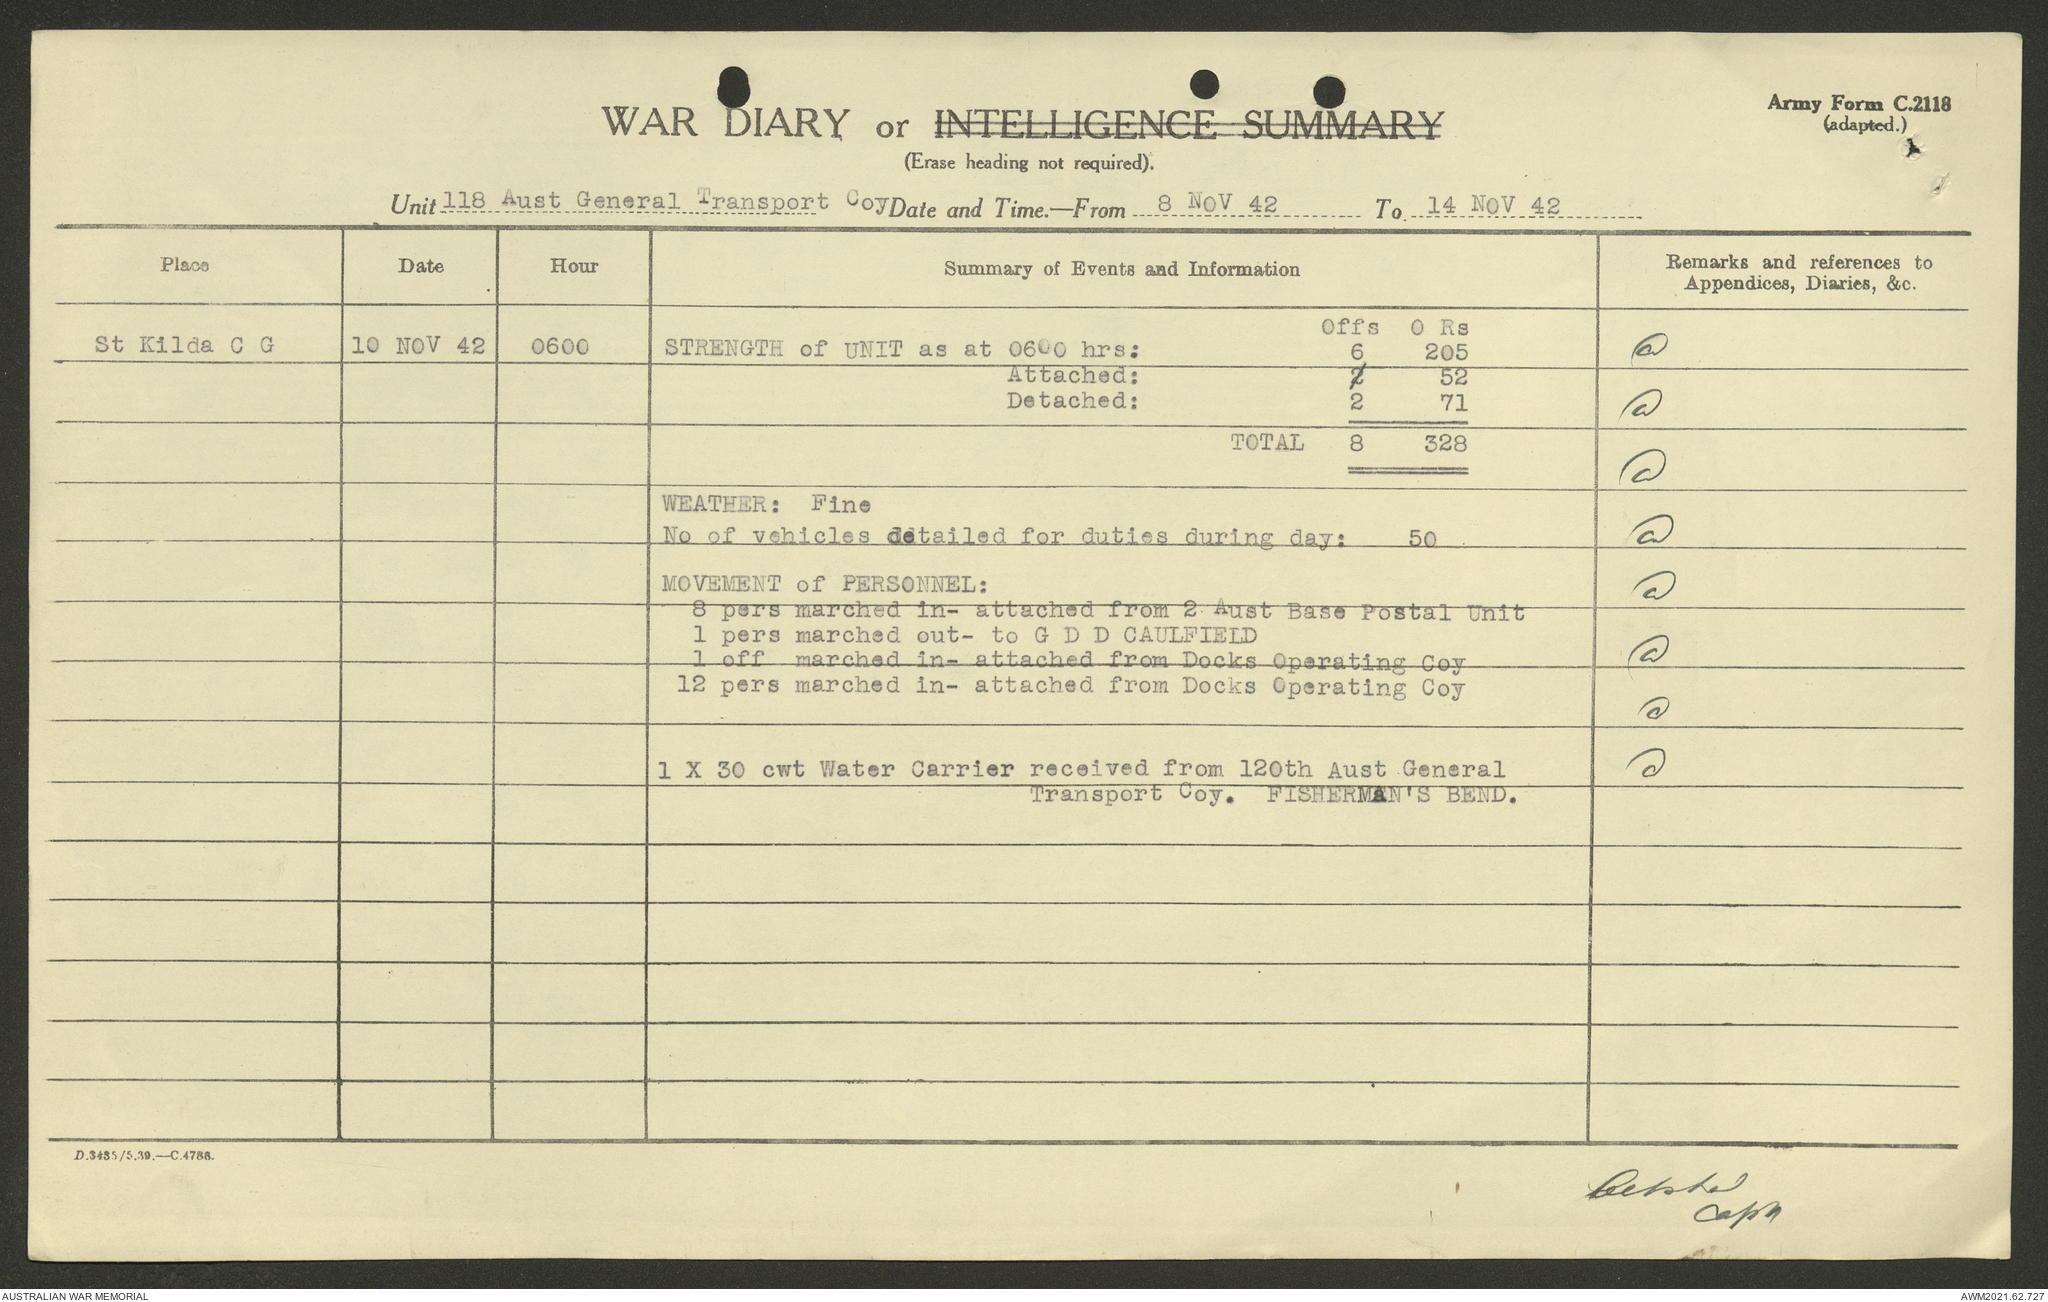 WAR DIARY or INTELLIGENCE SUMMARY
(Erase heading not required).
Army Form C.2118
(adapted.)
Unit 118 Aust General Transport Coy Date and Time.—From 8 NOV 42 To 14 NOV 42
Place Date Hour Summary of Events and Information Remarks and references to
Appendices, Diaries, &c.
Offs O Rs
St Kilda C G 10 NOV 42 0600 STRENGTH of UNIT as at 0600 hrs: 6 205
Attached: 2 52
Detached: 2 71
TOTAL 8 328
WEATHER: Fine
No of vehicles detailed for duties during day: 50
MOVEMENT of PERSONNEL:
8 pers marched in- attached from 2 Aust Base Postal Unit
1 pers marched out- to G D D CAULFIELD
1 off marched in- attached from Docks Operating Coy
12 pers marched in- attached from Docks Operating Coy
1 X 30 cwt Water Carrier received from 120th Aust General
Transport Coy. FISHERMAN'S BEND.
D.3485/5.39.—C.4788.
Capt
AUSTRALIAN WAR MEMORIAL
AWM2021.62.727